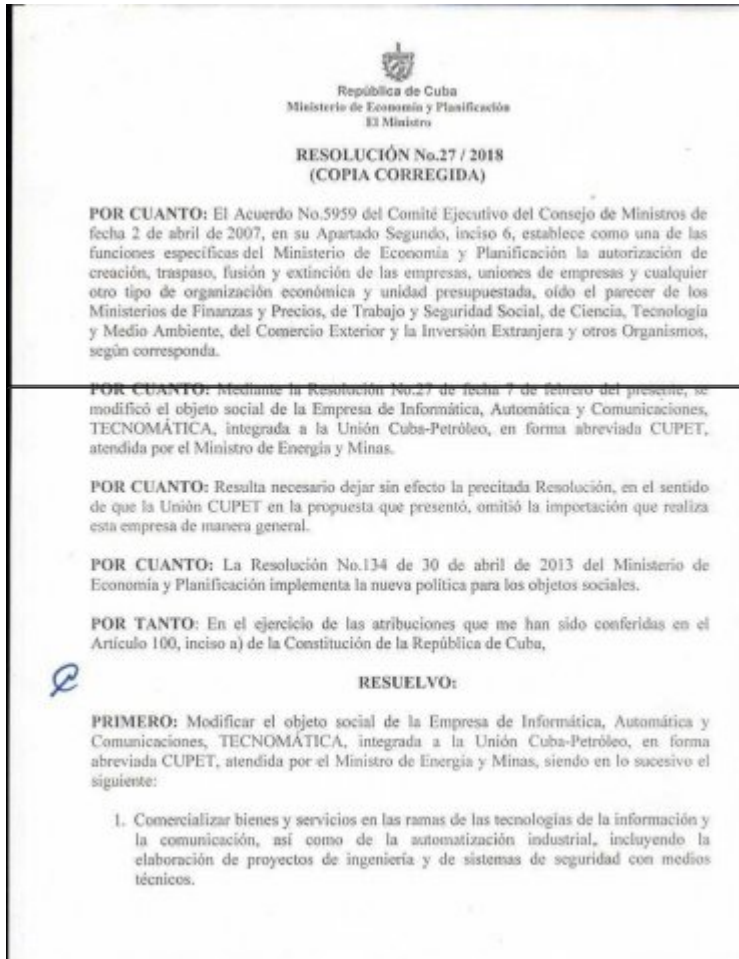 República de Cuba
Ministerio de Economía y Planificación
El Ministro
RESOLUCIÓN No.27 / 2018
(COPIA CORREGIDA)
POR CUANTO: El Acuerdo No.5959 del Comité Ejecutivo del Consejo de Ministros de
fecha 2 de abril de 2007, en su Apartado Segundo, inciso 6, establece como una de las
funciones específicas del Ministerio de Economía y Planificación la autorización de
creación, traspaso, fusión y extinción de las empresas, uniones de empresas y cualquier
otro tipo de organización económica y unidad presupuestada, oído el parecer de los
Ministerios de Finanzas y Precios, de Trabajo y Seguridad Social, de Ciencia, Tecnología
y Medio Ambiente, del Comercio Exterior y la Inversión Extranjera y otros Organismos,
según corresponda.
POR CUANTO: Mediante la Resolución No.27 de fecha 7 de febrero del presente, se
modificó el objeto social de la Empresa de Informática, Automática y Comunicaciones,
TECNOMÁTICA, integrada a la Unión Cuba-Petróleo, en forma abreviada CUPET,
atendida por el Ministro de Energía y Minas.
POR CUANTO: Resulta necesario dejar sin efecto la precitada Resolución, en el sentido
de que la Unión CUPET en la propuesta que presentó, omitió la importación que realiza
esta empresa de manera general.
POR CUANTO: La Resolución No.134 de 30 de abril de 2013 del Ministerio de
Economía y Planificación implementa la nueva política para los objetos sociales.
POR TANTO: En el ejercicio de las atribuciones que me han sido conferidas en el
Artículo 100, inciso a) de la Constitución de la República de Cuba,
RESUELVO:
PRIMERO: Modificar el objeto social de la Empresa de Informática, Automática y
Comunicaciones, TECNOMÁTICA, integrada a la Unión Cuba-Petróleo, en forma
abreviada CUPET, atendida por el Ministro de Energía y Minas, siendo en lo sucesivo el
siguiente:
1. Comercializar bienes y servicios en las ramas de las tecnologías de la información y
la comunicación, así como de la automatización industrial, incluyendo la
elaboración de proyectos de ingeniería y de sistemas de seguridad con medios
técnicos.